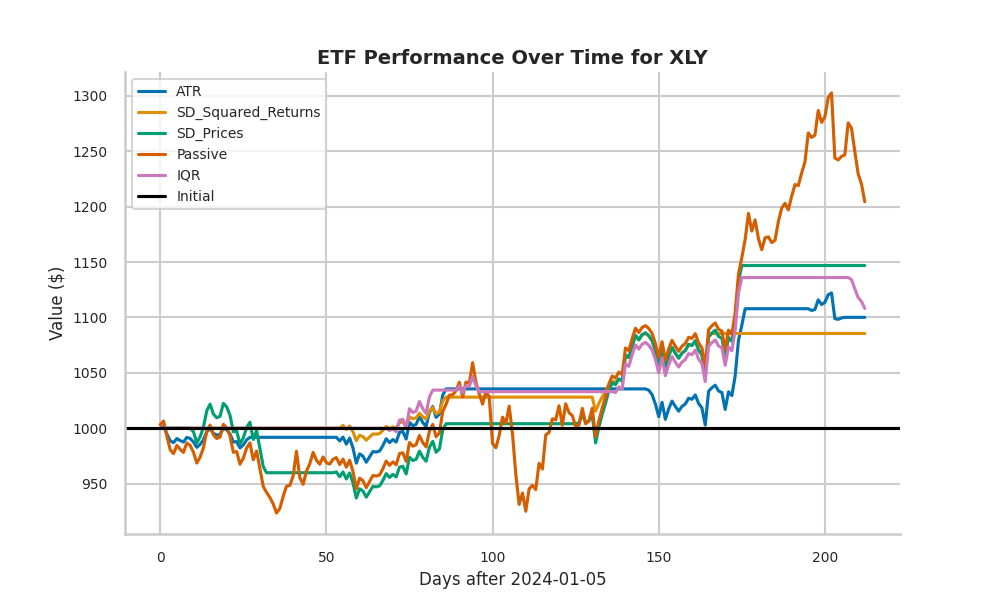 ETF Performance Over Time for XLY
ATR
SD_Squared_Returns
SD_Prices
Passive
IQR
Initial
1300
1250
1200
1150
1100
1050
1000
950
Value ($)
0 50 100 150 200
Days after 2024-01-05